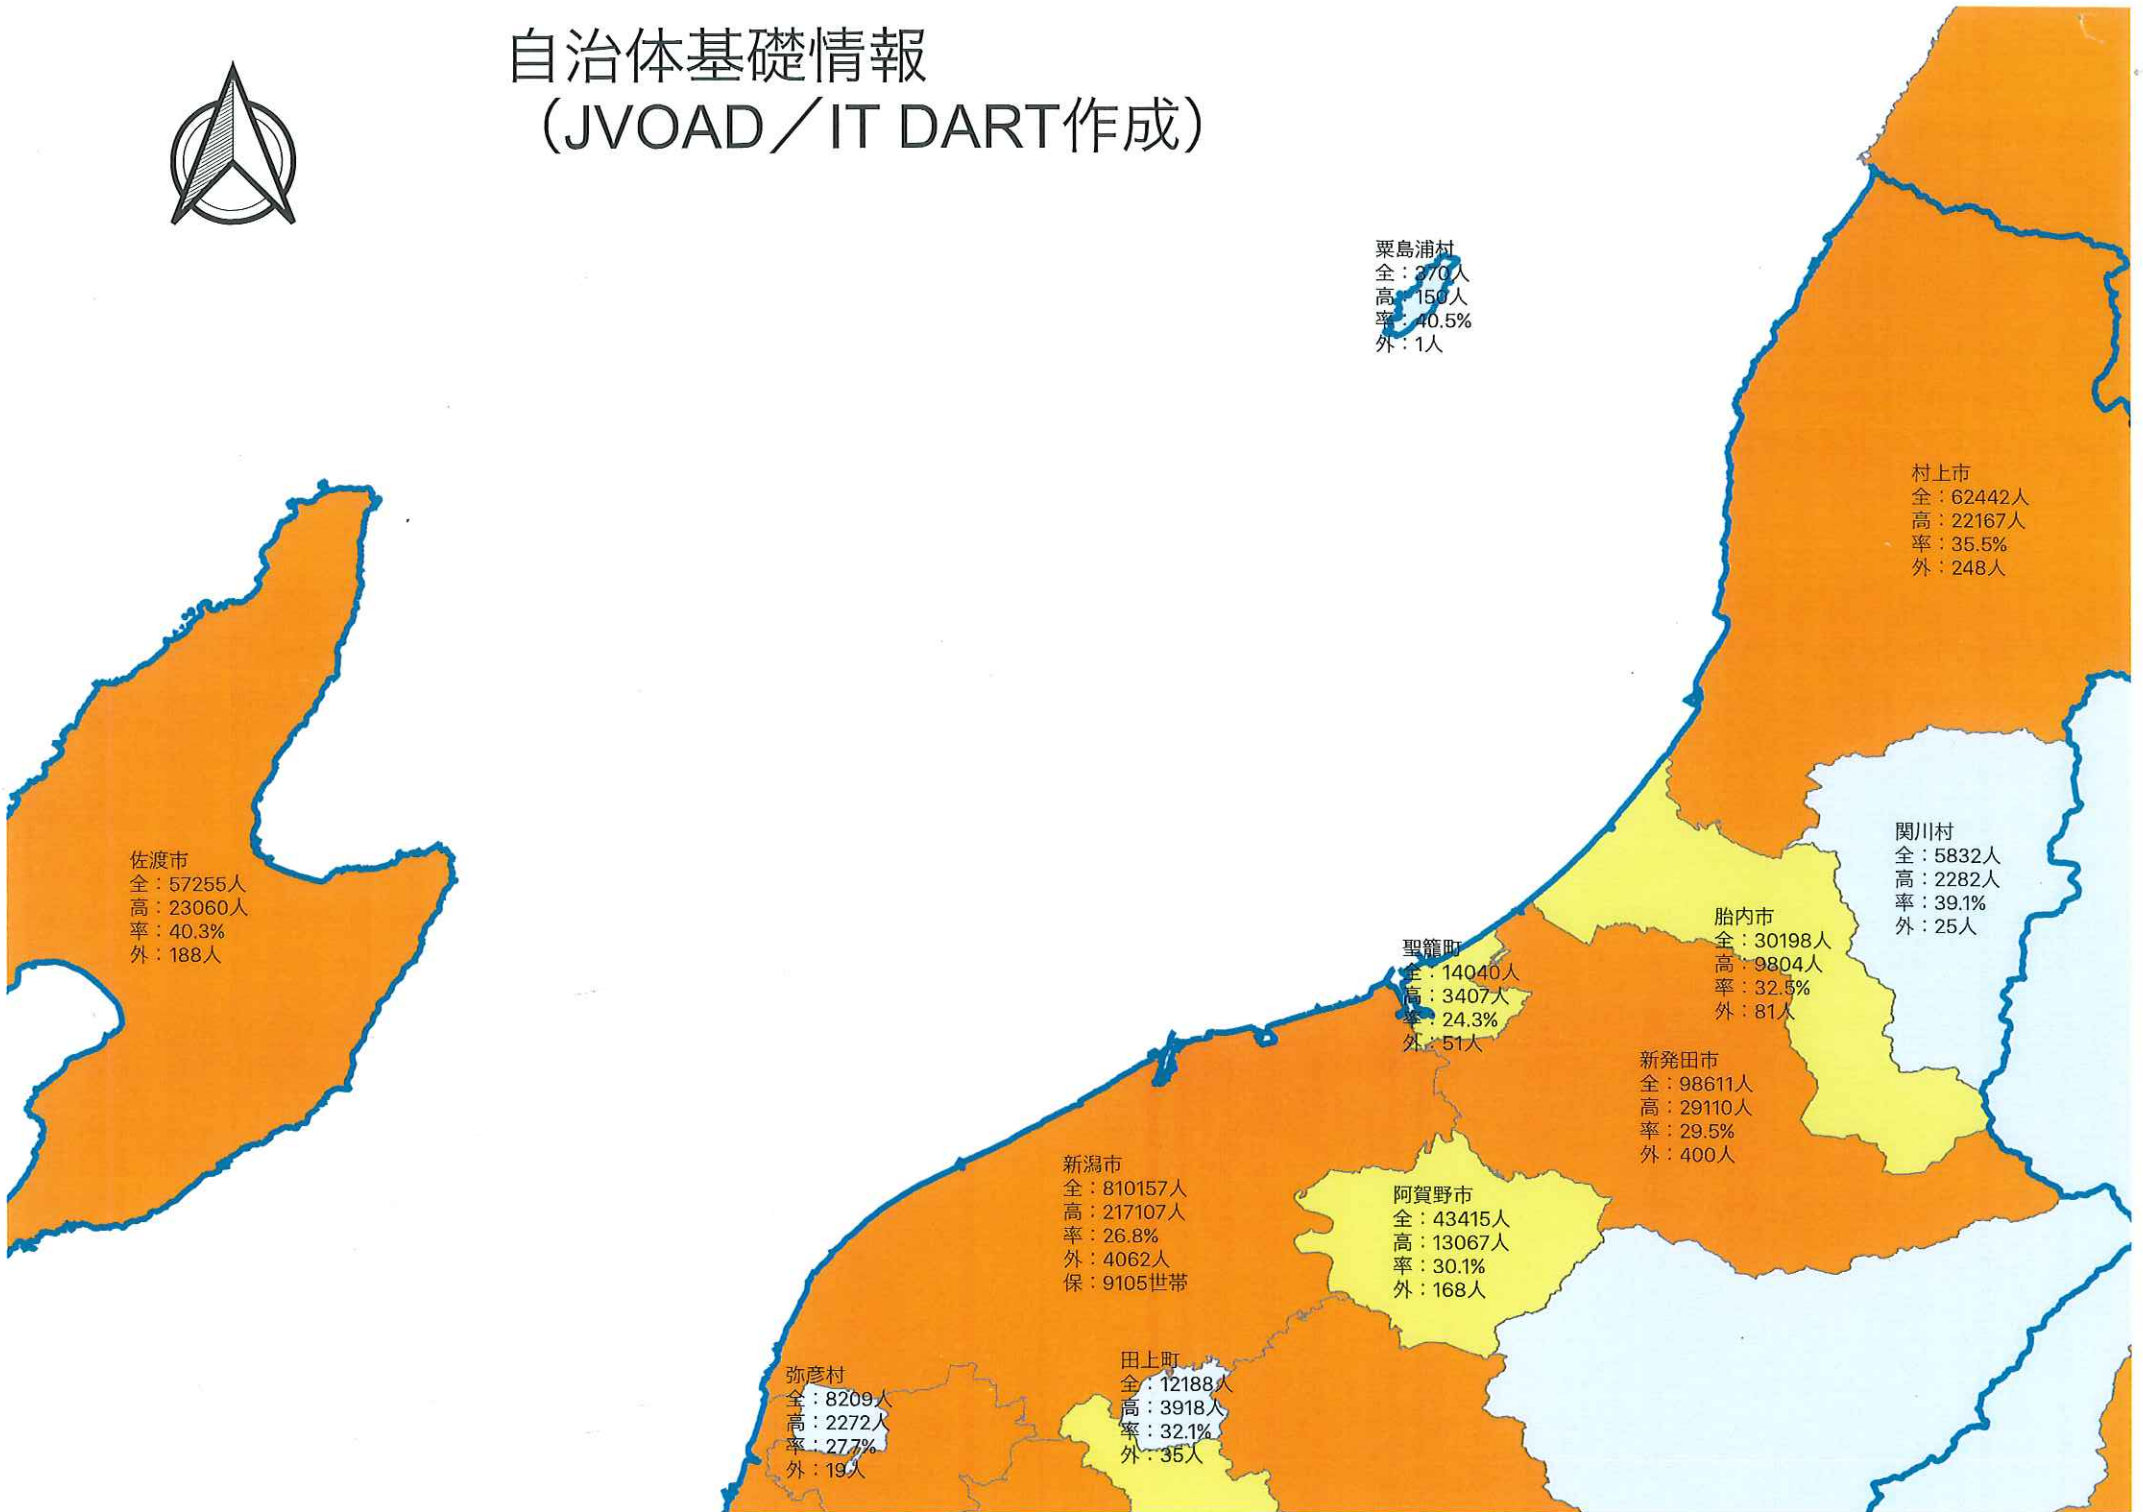 自治体基礎情報
（JVOAD／IT DART作成）
粟島浦村
全：370人
高：150人
率：40.5%
外：1人
村上市
全：62442人
高：22167人
率：35.5%
外：248人
佐渡市
全：57255人
高：23060人
率：40.3%
外：188人
関川村
全：5832人
高：2282人
率：39.1%
外：25人
胎内市
全：30198人
高：9804人
率：32.5%
外：81人
聖籠町
全：14040人
高：3407人
率：24.3%
外：51人
新発田市
全：98611人
高：29110人
率：29.5%
外：400人
新潟市
全：810157人
高：217107人
率：26.8%
外：4062人
保：9105世帯
阿賀野市
全：43415人
高：13067人
率：30.1%
外：168人
弥彦村
全：8209人
高：2272人
率：27.7%
外：19人
田上町
全：12188人
高：3918人
率：32.1%
外：35人